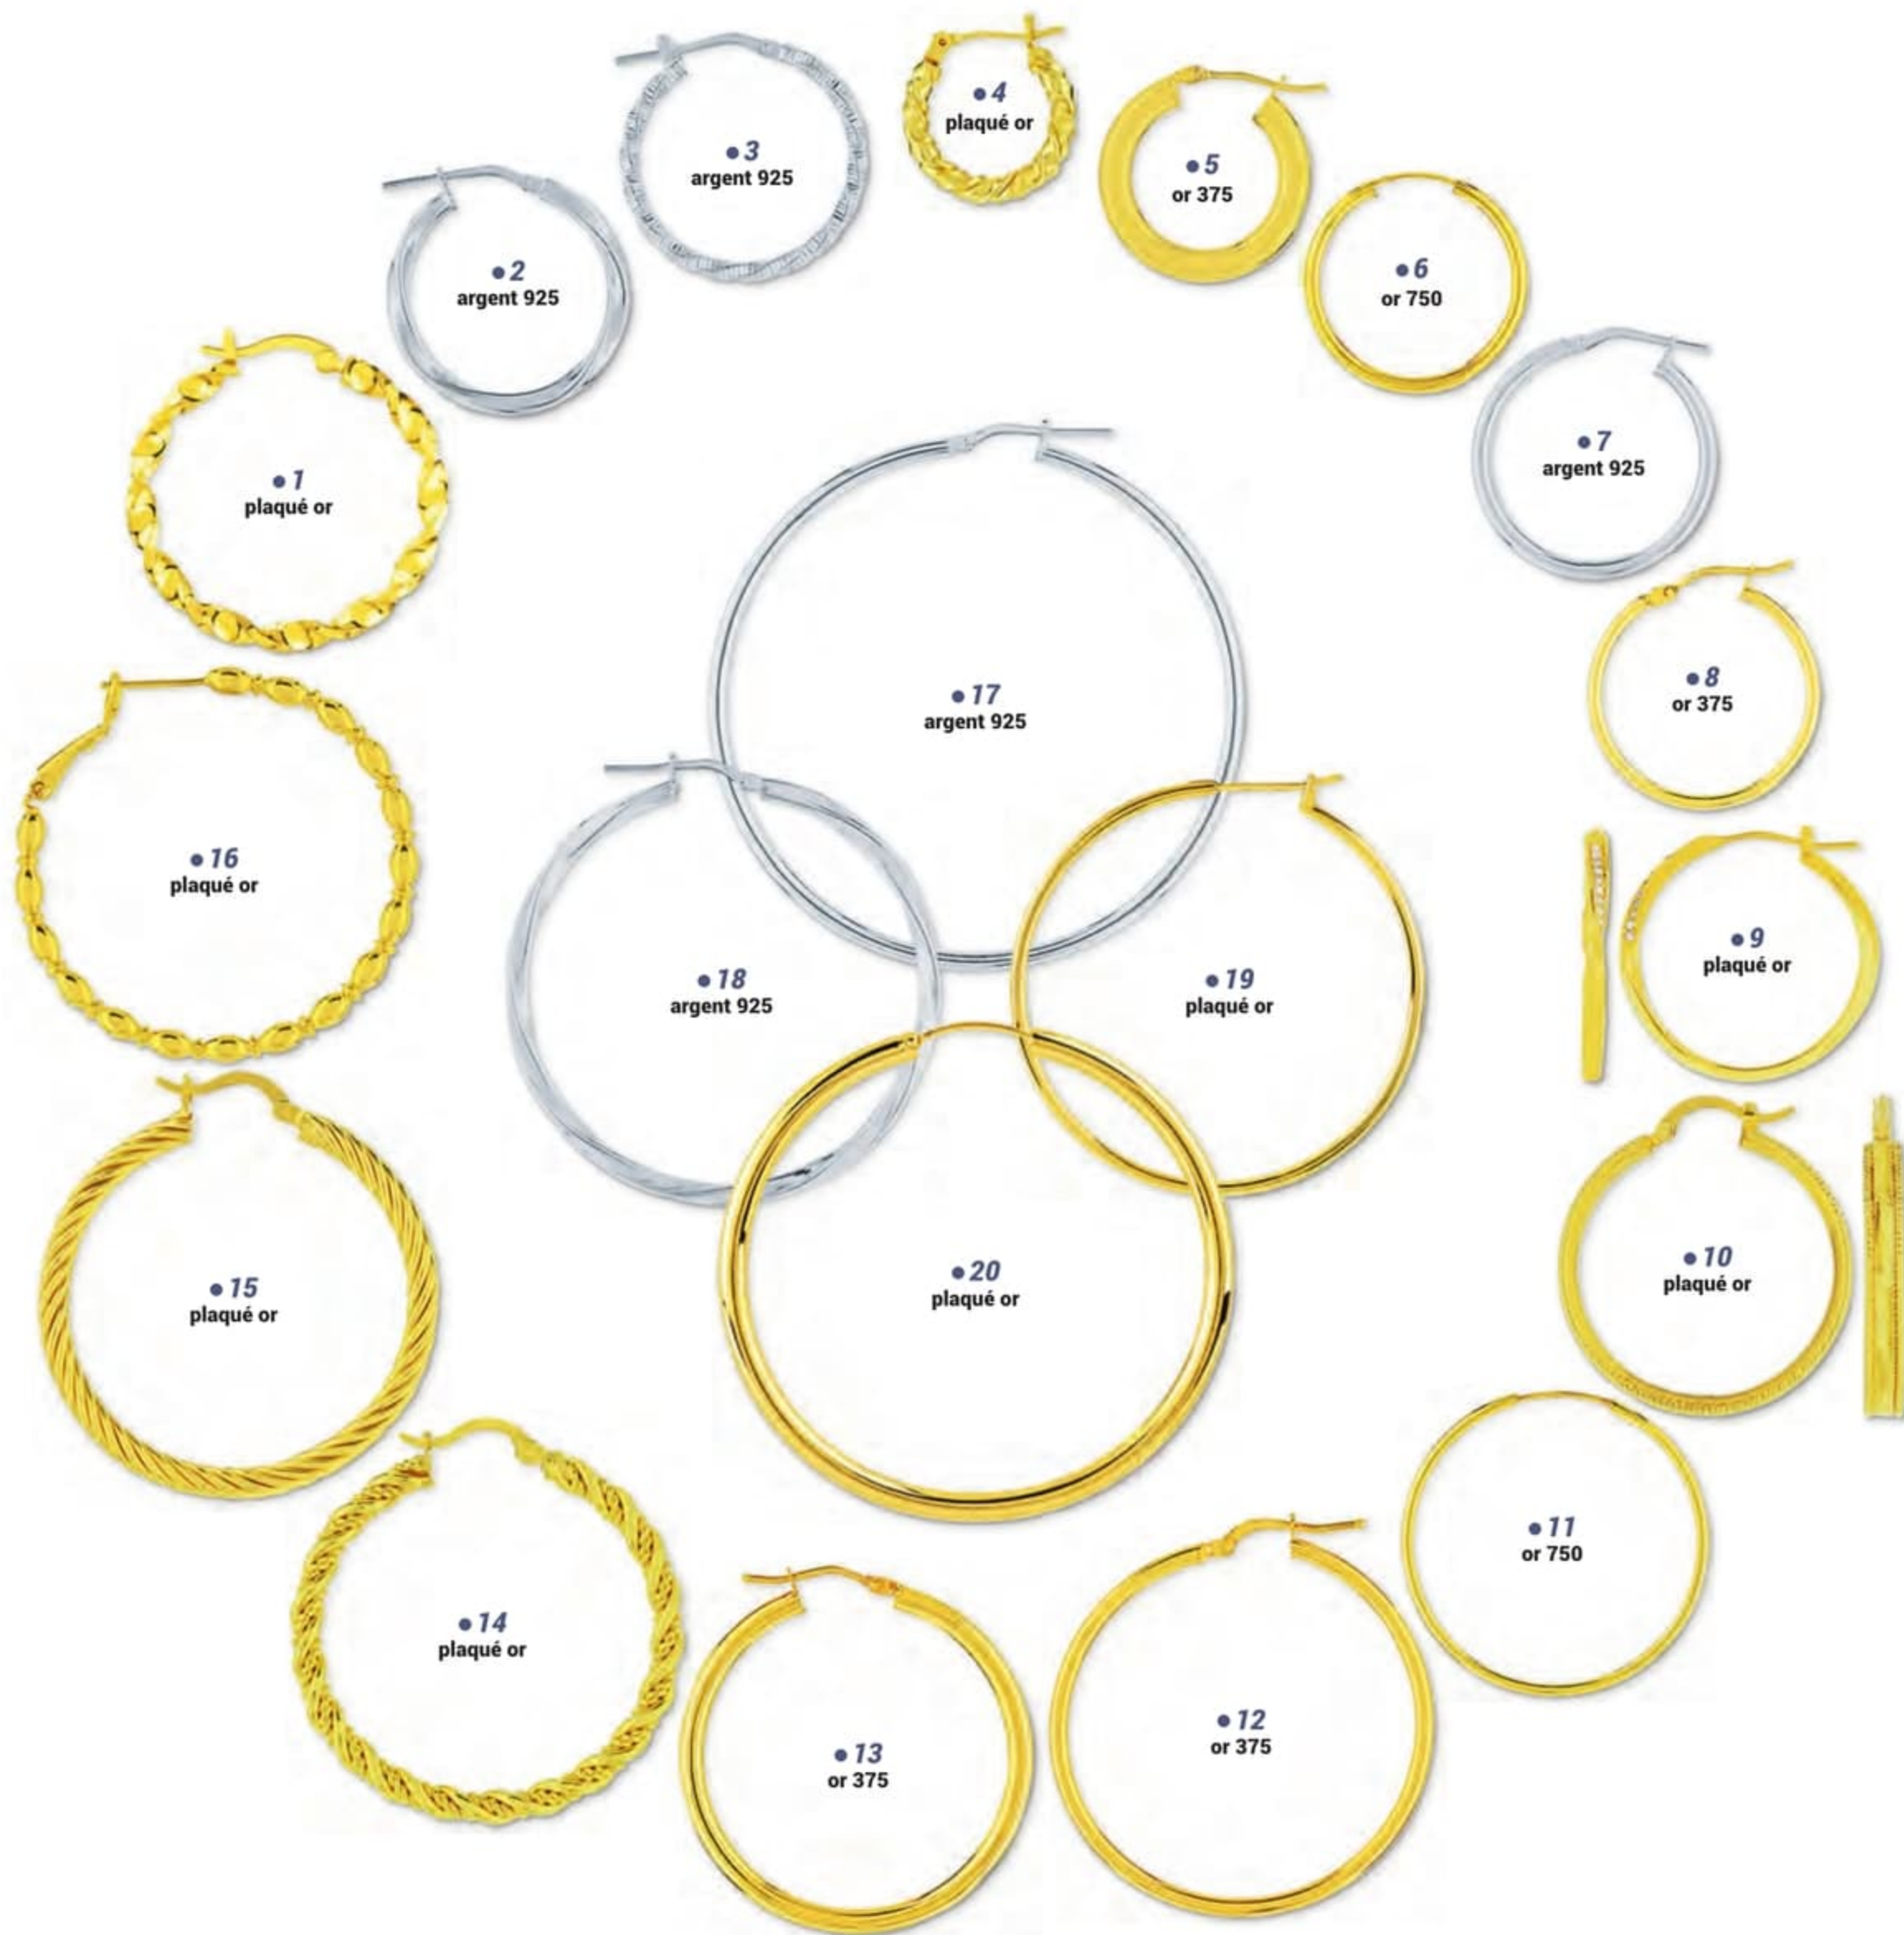 •1
plaqué or
•2
argent 925
•3
argent 925
•4
plaqué or
•5
or 375
•6
or 750
•7
argent 925
•8
or 375
•9
plaqué or
•10
plaqué or
•11
or 750
•12
or 375
•13
or 375
•14
plaqué or
•15
plaqué or
•16
plaqué or
•17
argent 925
•18
argent 925
•19
plaqué or
•20
plaqué or